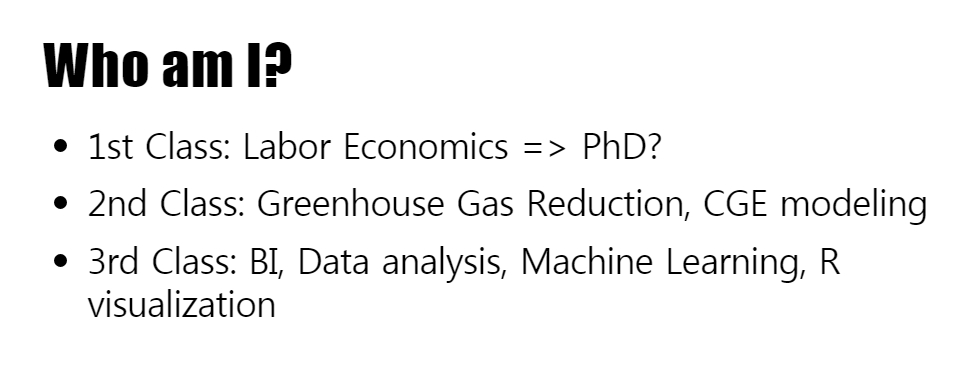 Who am I?
• 1st Class: Labor Economics => PhD?
• 2nd Class: Greenhouse Gas Reduction, CGE modeling
• 3rd Class: BI, Data analysis, Machine Learning, R
visualization